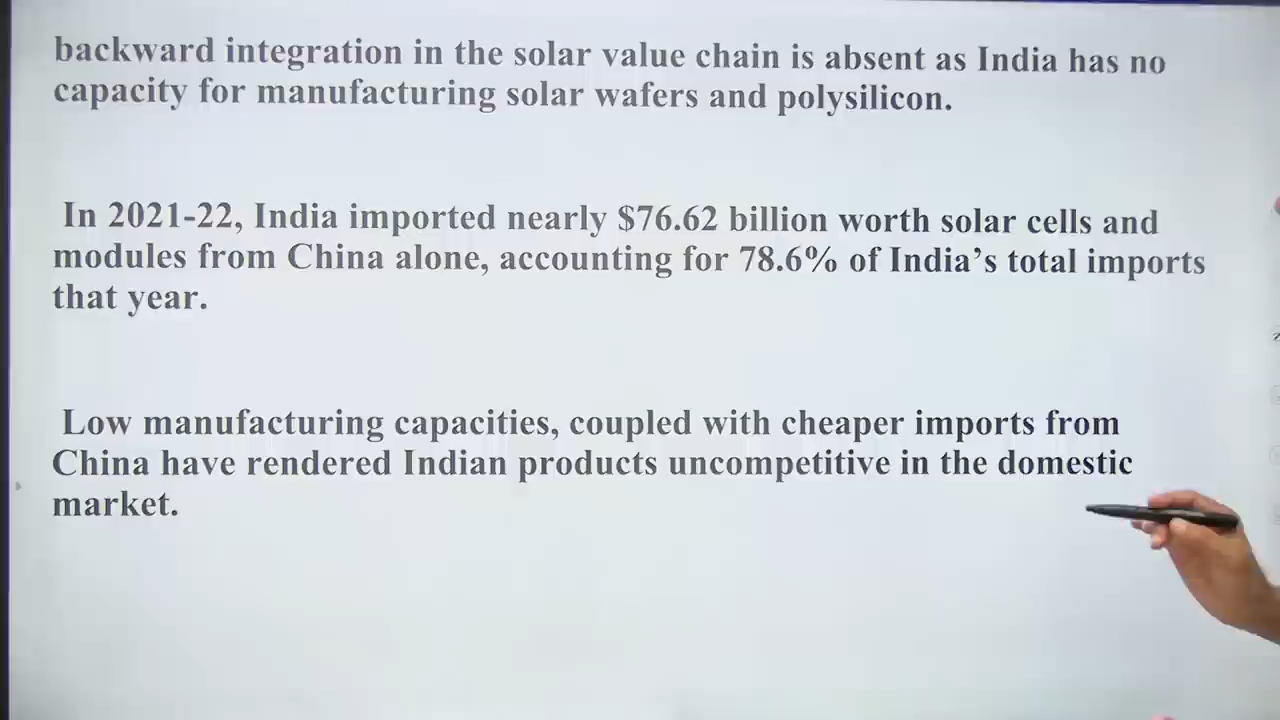 backward integration in the solar value chain is absent as India has no
capacity for manufacturing solar wafers and polysilicon.
In 2021-22, India imported nearly $76.62 billion worth solar cells and
modules from China alone, accounting for 78.6% of India’s total imports
that year.
Low manufacturing capacities, coupled with cheaper imports from
China have rendered Indian products uncompetitive in the domestic
market.